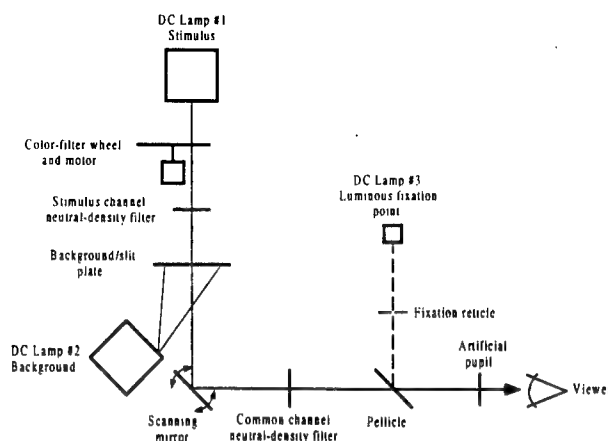 DC Lamp #1
Stimulus
Color-filter wheel
and motor
DC Lamp #3
Luminous fixation
point
Stimulus channel
neutral-density filter
Background/slit
plate
Fixation reticle
DC Lamp #2
Background
Artificial
pupil
Viewe
Scanning
mirror
Common channel
neutral-density filter
Pellicle